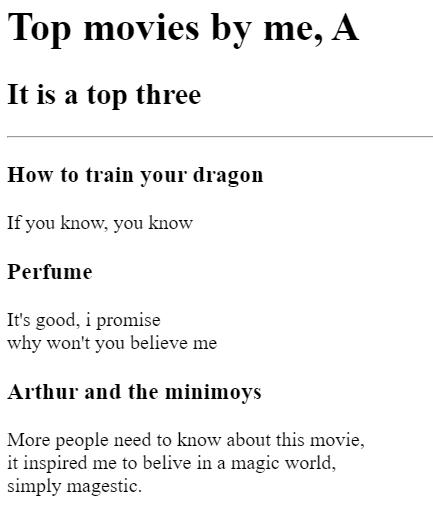 Top movies by me, A
It is a top three
How to train your dragon
If you know, you know
Perfume
It's good, i promise
why won't you believe me
Arthur and the minimoys
More people need to know about this movie,
it inspired me to belive in a magic world,
simply magestic.